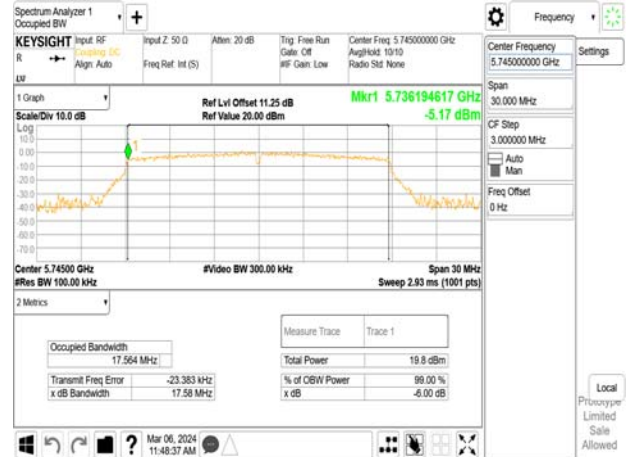 Spectrum Analyzer 1
Occupied BW
Frequency
KEYSIGHT
Input: RF
Coupling: DC
Align: Auto
Input Z: 50 Ω
Freq Ref: Int (S)
Atten: 20 dB
Trig: Free Run
Gate: Off
#IF Gain: Low
Center Freq: 5.745000000 GHz
Avg|Hold: 10/10
Radio Std: None
R
LXI
Center Frequency
5.745000000 GHz
Settings
Span
30.000 MHz
CF Step
3.000000 MHz
Auto
Man
Freq Offset
0 Hz
1 Graph
Scale/Div 10.0 dB
Ref Lvl Offset 11.25 dB
Ref Value 20.00 dBm
Mkr1 5.736194617 GHz
-5.17 dBm
Log
10.0
0.00
-10.0
-20.0
-30.0
-40.0
-50.0
-60.0
-70.0
1
Center 5.74500 GHz
#Res BW 100.00 kHz
#Video BW 300.00 kHz
Span 30 MHz
Sweep 2.93 ms (1001 pts)
2 Metrics
Measure Trace Trace 1
Occupied Bandwidth
17.564 MHz
Total Power 19.8 dBm
Transmit Freq Error -23.383 kHz
% of OBW Power 99.00 %
x dB Bandwidth 17.58 MHz
x dB -6.00 dB
Local
Prototype
Limited
Sale
Allowed
Mar 06, 2024
11:48:37 AM